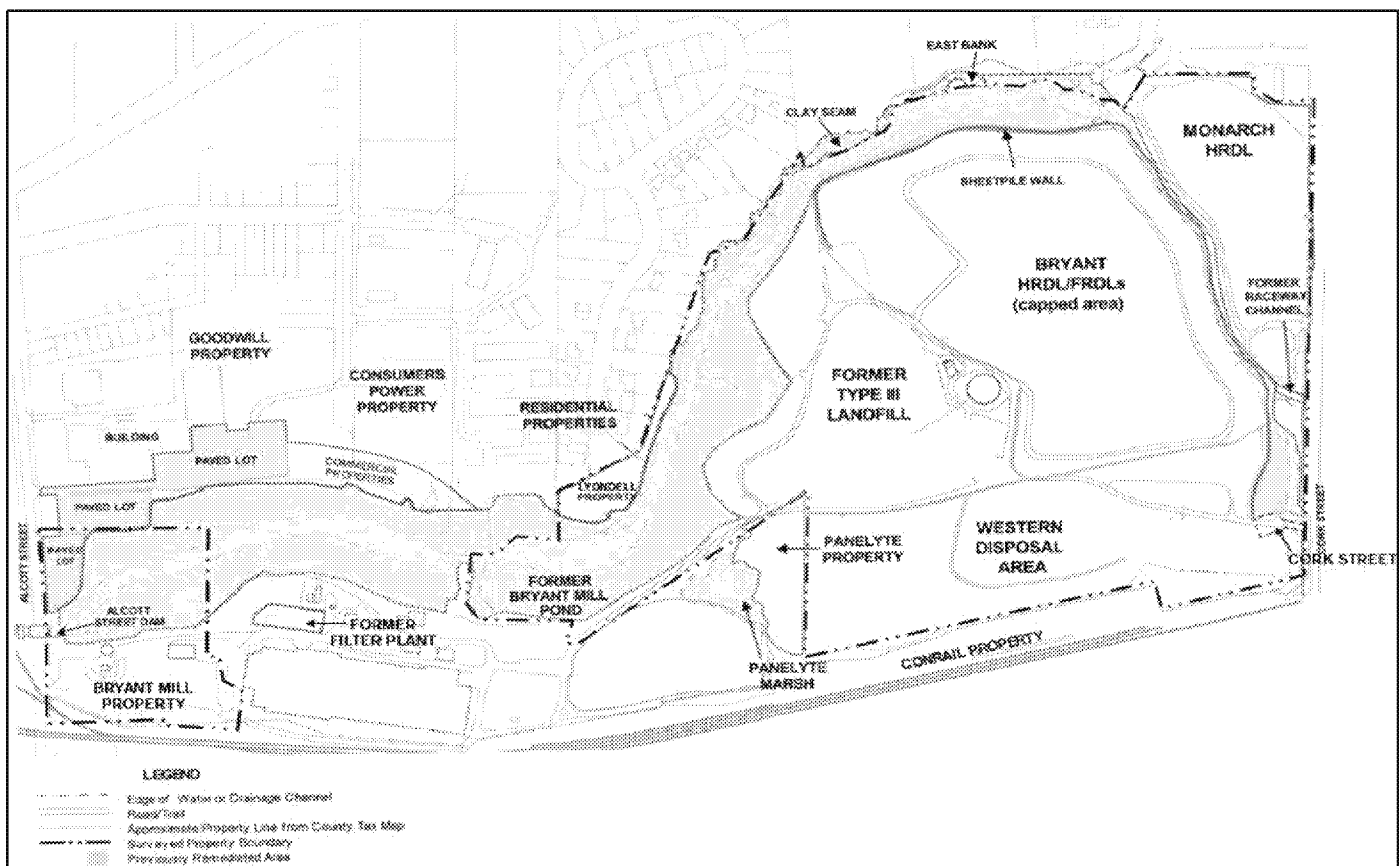 EAST BANK
CLAY SEAM
MONARCH
HRDL
SHEETPILE WALL
BRYANT
HRDL/FRDLs
(capped area)
FORMER
RACEWAY
CHANNEL
GOODWILL
PROPERTY
CONSUMERS
POWER
PROPERTY
FORMER
TYPE III
LANDFILL
RESIDENTIAL
PROPERTIES
BUILDING
PAVED LOT
COMMERCIAL
PROPERTIES
LYONDELL
PROPERTY
PAVED LOT
ALCOTT STREET
PAVED
LOT
WESTERN
DISPOSAL
AREA
PANELYTE
PROPERTY
CORK STREET
CORK STREET
FORMER
BRYANT MILL
POND
ALCOTT
STREET DAM
FORMER
FILTER PLANT
CONRAIL PROPERTY
PANELYTE
MARSH
BRYANT MILL
PROPERTY
LEGEND
Edge of Water or Drainage Channel
Road/Trail
Approximate Property Line from County Tax Map
Surveyed Property Boundary
Previously Remediated Area